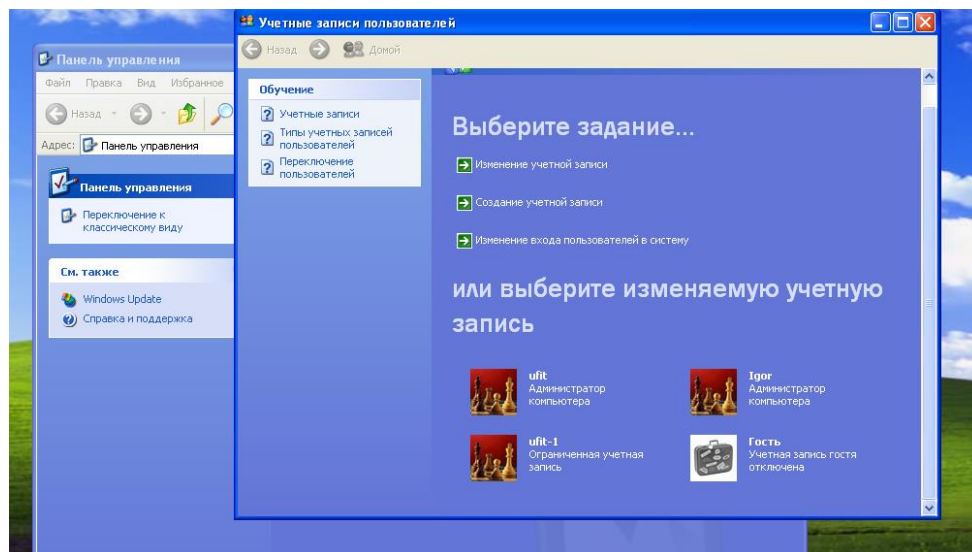 Учетные записи пользователей
Назад
Домой
Панель управления
Файл Правка Вид Избранное
Назад
Адрес: Панель управления
Панель управления
Переключение к
классическому виду
См. также
Windows Update
Справка и поддержка
Обучение
Учетные записи
Типы учетных записей
пользователей
Переключение
пользователей
Выберите задание...
Изменение учетной записи
Создание учетной записи
Изменение входа пользователей в систему
или выберите изменяемую учетную
запись
ufit
Администратор
компьютера
Igor
Администратор
компьютера
ufit-1
Ограниченная учетная
запись
Гость
Учетная запись гостя
отключена